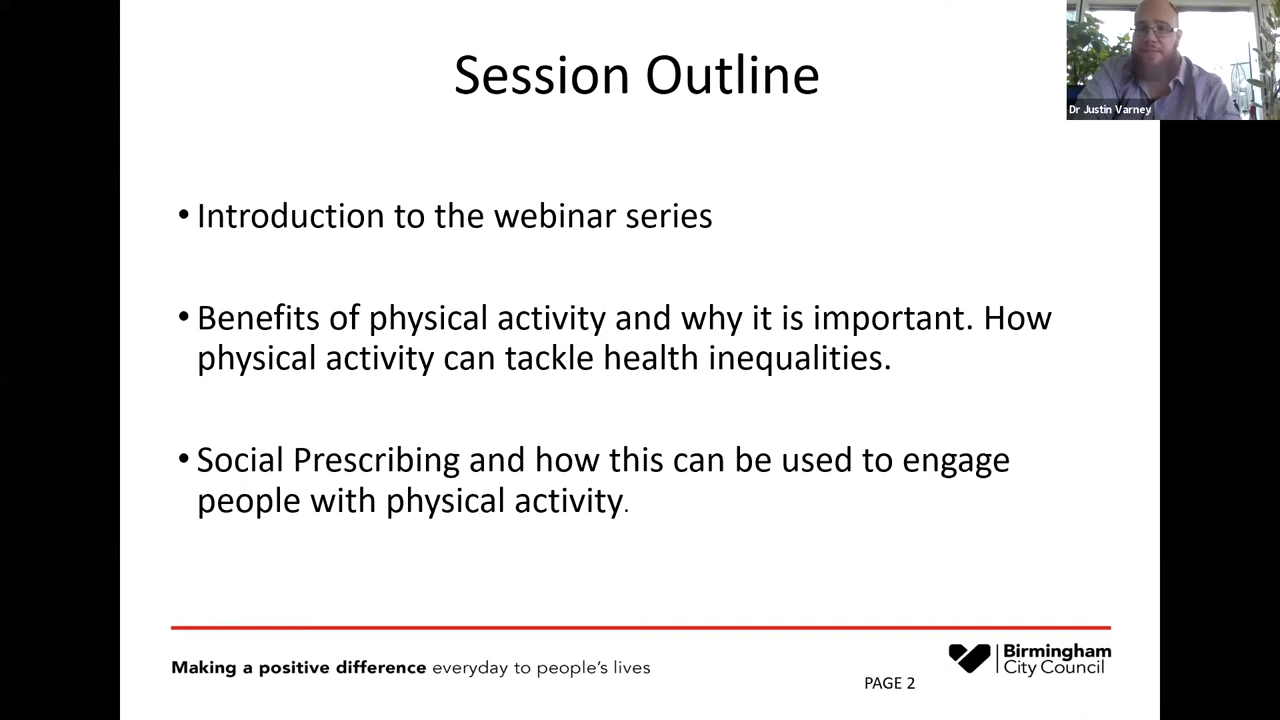 Session Outline
Dr Justin Varney
• Introduction to the webinar series
• Benefits of physical activity and why it is important. How
physical activity can tackle health inequalities.
• Social Prescribing and how this can be used to engage
people with physical activity.
Making a positive difference everyday to people's lives
PAGE 2
Birmingham
City Council